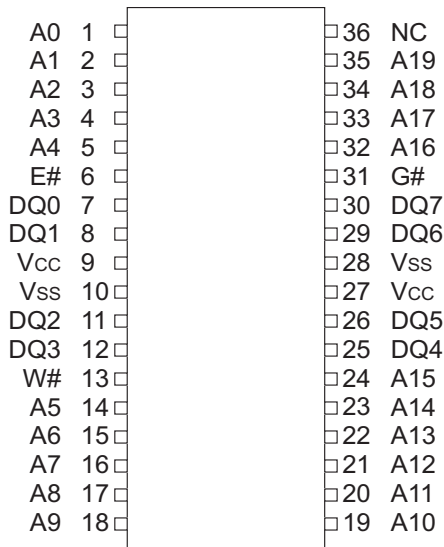 A0 1 36 NC
A1 2 35 A19
A2 3 34 A18
A3 4 33 A17
A4 5 32 A16
E# 6 31 G#
DQ0 7 30 DQ7
DQ1 8 29 DQ6
Vcc 9 28 Vss
Vss 10 27 Vcc
DQ2 11 26 DQ5
DQ3 12 25 DQ4
W# 13 24 A15
A5 14 23 A14
A6 15 22 A13
A7 16 21 A12
A8 17 20 A11
A9 18 19 A10